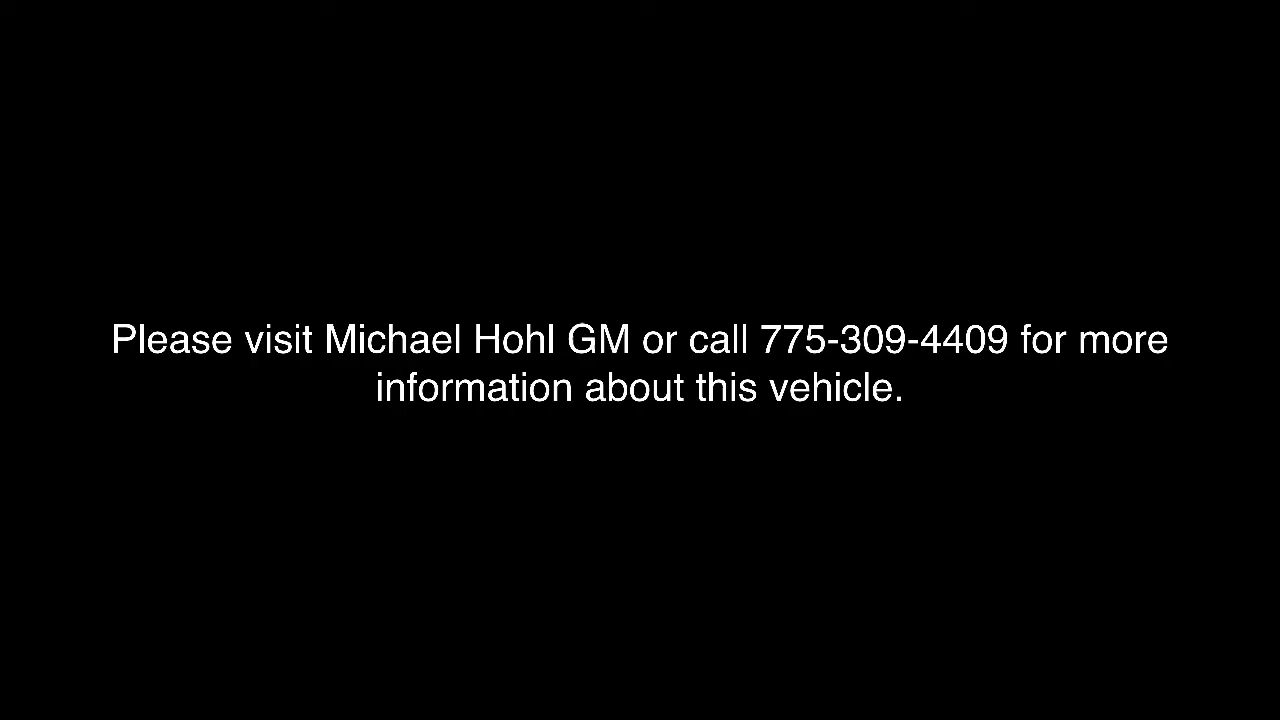 Please visit Michael Hohl GM or call 775-309-4409 for more
information about this vehicle.